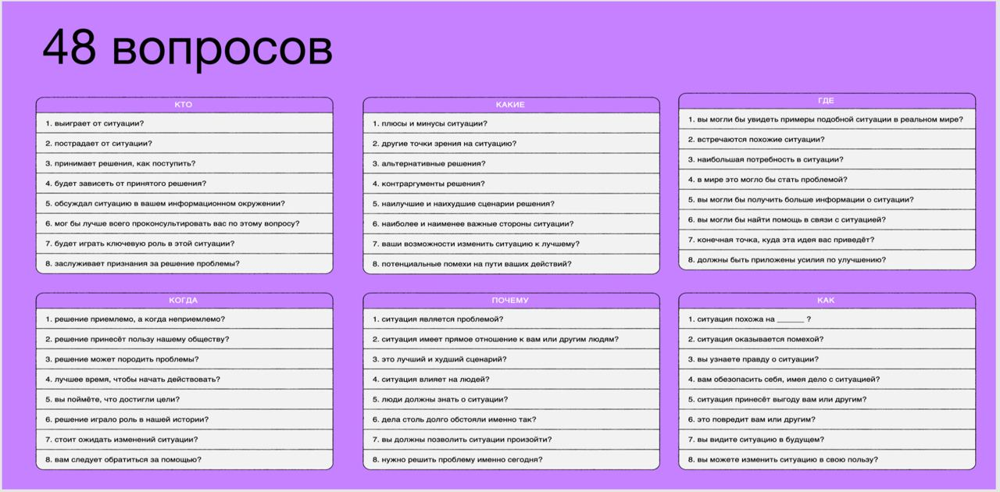 48 вопросов
КТО
1. выиграет от ситуации?
2. пострадает от ситуации?
3. принимает решения, как поступить?
4. будет зависеть от принятого решения?
5. обсуждал ситуацию в вашем информационном окружении?
6. мог бы лучше всего проконсультировать вас по этому вопросу?
7. будет играть ключевую роль в этой ситуации?
8. заслуживает признания за решение проблемы?
КАКИЕ
1. плюсы и минусы ситуации?
2. другие точки зрения на ситуацию?
3. альтернативные решения?
4. контраргументы решения?
5. наилучшие и наихудшие сценарии решения?
6. наиболее и наименее важные стороны ситуации?
7. ваши возможности изменить ситуацию к лучшему?
8. потенциальные помехи на пути ваших действий?
ГДЕ
1. вы могли бы увидеть примеры подобной ситуации в реальном мире?
2. встречаются похожие ситуации?
3. наибольшая потребность в ситуации?
4. в мире это могло бы стать проблемой?
5. вы могли бы получить больше информации о ситуации?
6. вы могли бы найти помощь в связи с ситуацией?
7. конечная точка, куда эта идея вас приведёт?
8. должны быть приложены усилия по улучшению?
КОГДА
1. решение приемлемо, а когда неприемлемо?
2. решение принесёт пользу нашему обществу?
3. решение может породить проблемы?
4. лучшее время, чтобы начать действовать?
5. вы поймёте, что достигли цели?
6. решение играло роль в нашей истории?
7. стоит ожидать изменений ситуации?
8. вам следует обратиться за помощью?
ПОЧЕМУ
1. ситуация является проблемой?
2. ситуация имеет прямое отношение к вам или другим людям?
3. это лучший и худший сценарий?
4. ситуация влияет на людей?
5. люди должны знать о ситуации?
6. дела столь долго обстояли именно так?
7. вы должны позволить ситуации произойти?
8. нужно решить проблему именно сегодня?
КАК
1. ситуация похожа на ______ ?
2. ситуация оказывается помехой?
3. вы узнаете правду о ситуации?
4. вам обезопасить себя, имея дело с ситуацией?
5. ситуация принесёт выгоду вам или другим?
6. это повредит вам или другим?
7. вы видите ситуацию в будущем?
8. вы можете изменить ситуацию в свою пользу?